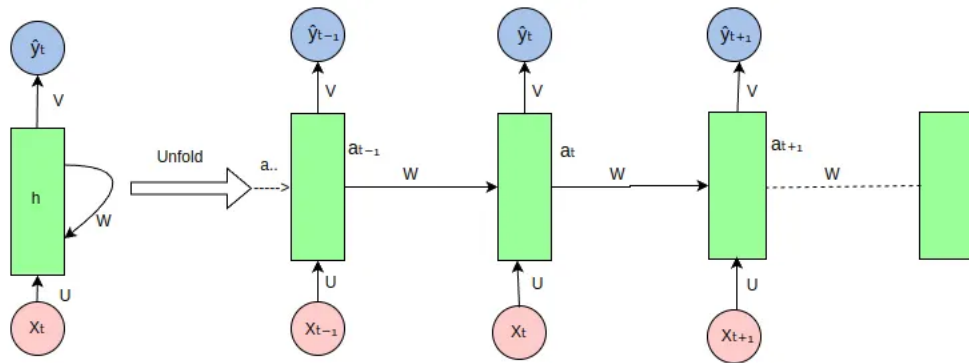 ŷt
ŷt-1
ŷt
ŷt+1
V
V
V
V
Unfold
a..
at-1
at
at+1
h
W
W
W
W
U
U
U
U
Xt
Xt-1
Xt
Xt+1